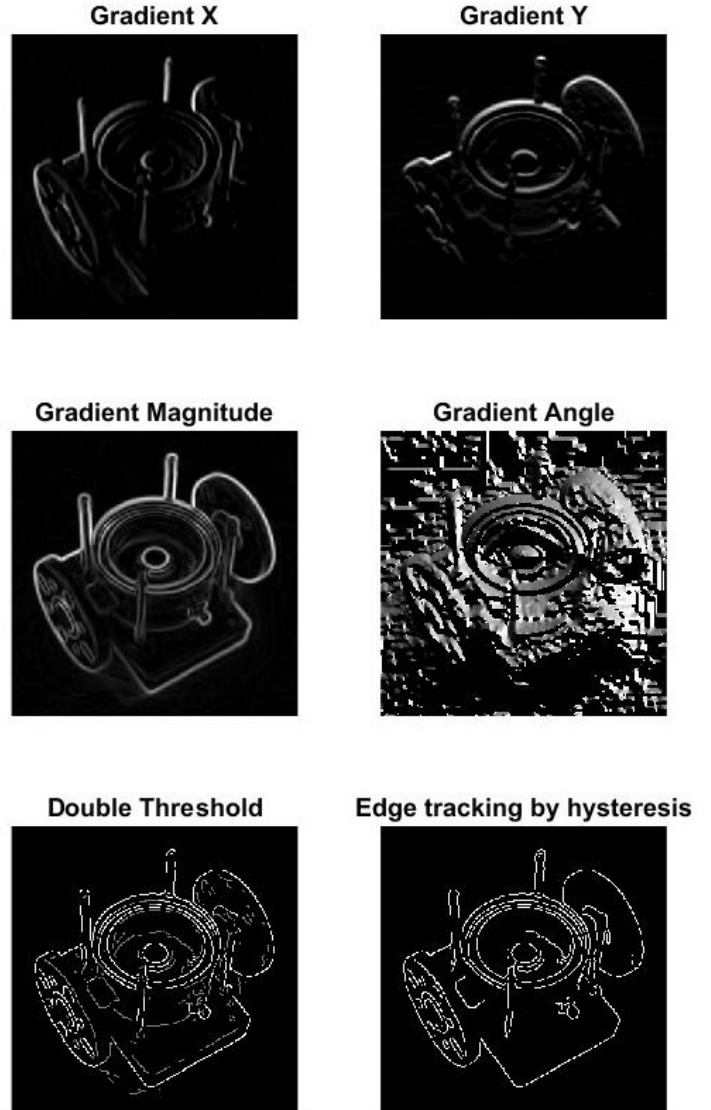 Gradient X
Gradient Y
Gradient Magnitude
Gradient Angle
Double Threshold
Edge tracking by hysteresis